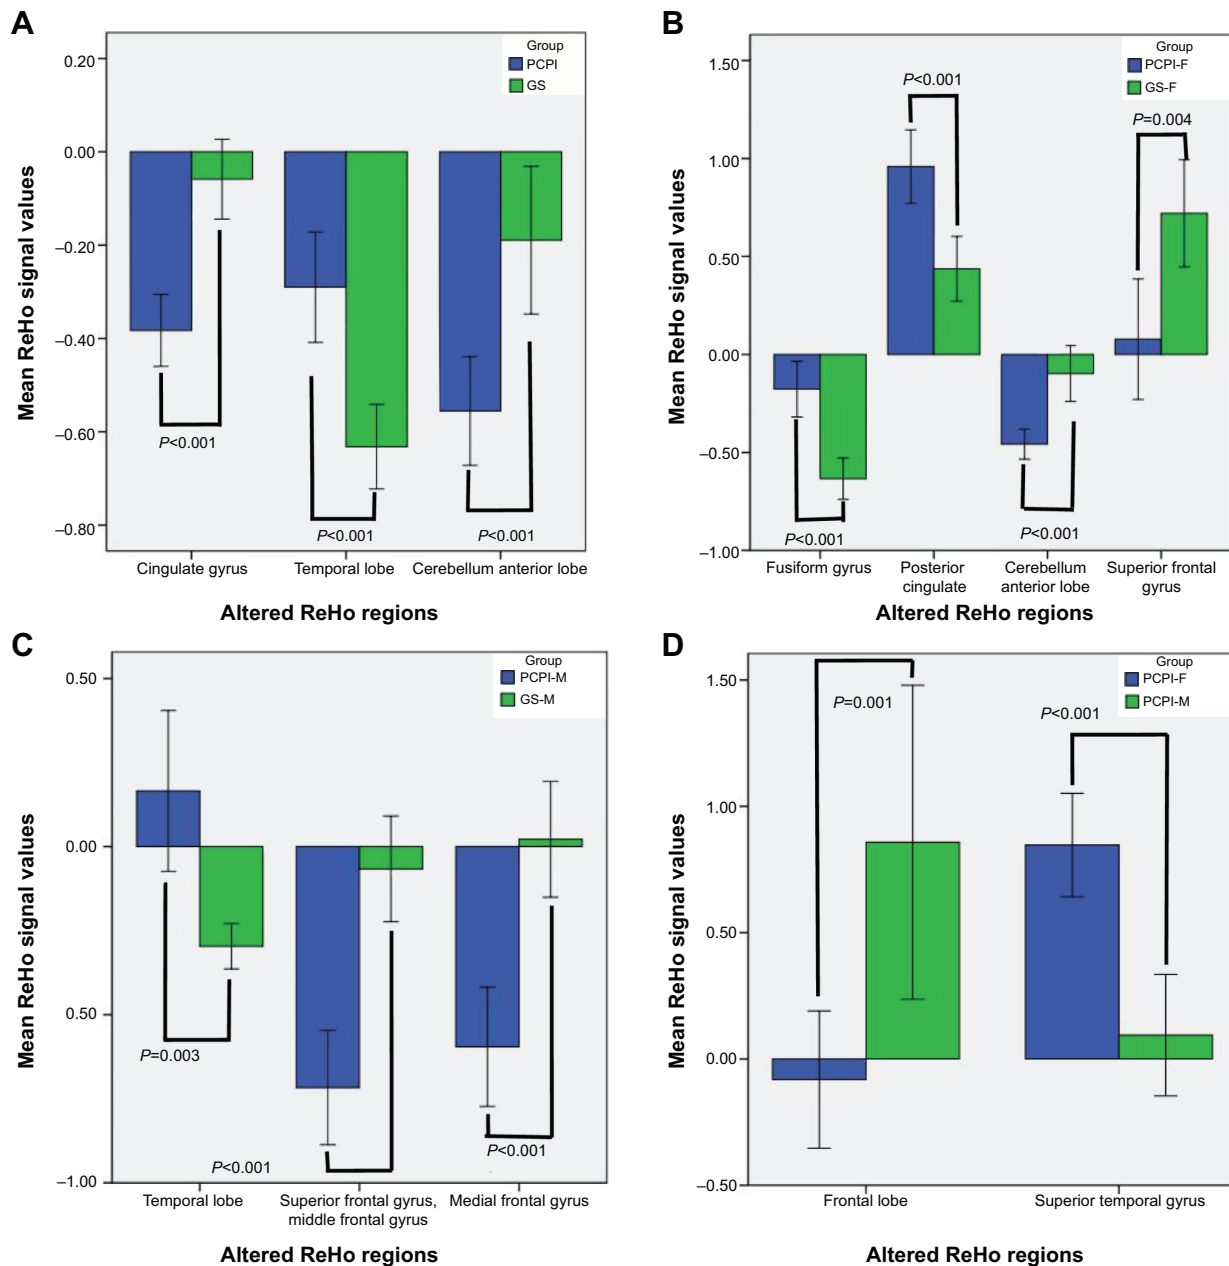 A
Group
PCPI
GS
0.20
0.00
–0.20
–0.40
–0.60
–0.80
Mean ReHo signal values
P<0.001
P<0.001
P<0.001
Cingulate gyrus
Temporal lobe
Cerebellum anterior lobe
Altered ReHo regions
B
Group
PCPI-F
GS-F
1.50
1.00
0.50
0.00
–0.50
–1.00
Mean ReHo signal values
P<0.001
P=0.004
P<0.001
P<0.001
Fusiform gyrus
Posterior
cingulate
Cerebellum
anterior lobe
Superior frontal
gyrus
Altered ReHo regions
C
Group
PCPI-M
GS-M
0.50
0.00
0.50
–1.00
Mean ReHo signal values
P=0.003
P<0.001
P<0.001
Temporal lobe
Superior frontal gyrus,
middle frontal gyrus
Medial frontal gyrus
Altered ReHo regions
D
Group
PCPI-F
PCPI-M
1.50
1.00
0.50
0.00
–0.50
Mean ReHo signal values
P=0.001
P<0.001
Frontal lobe
Superior temporal gyrus
Altered ReHo regions